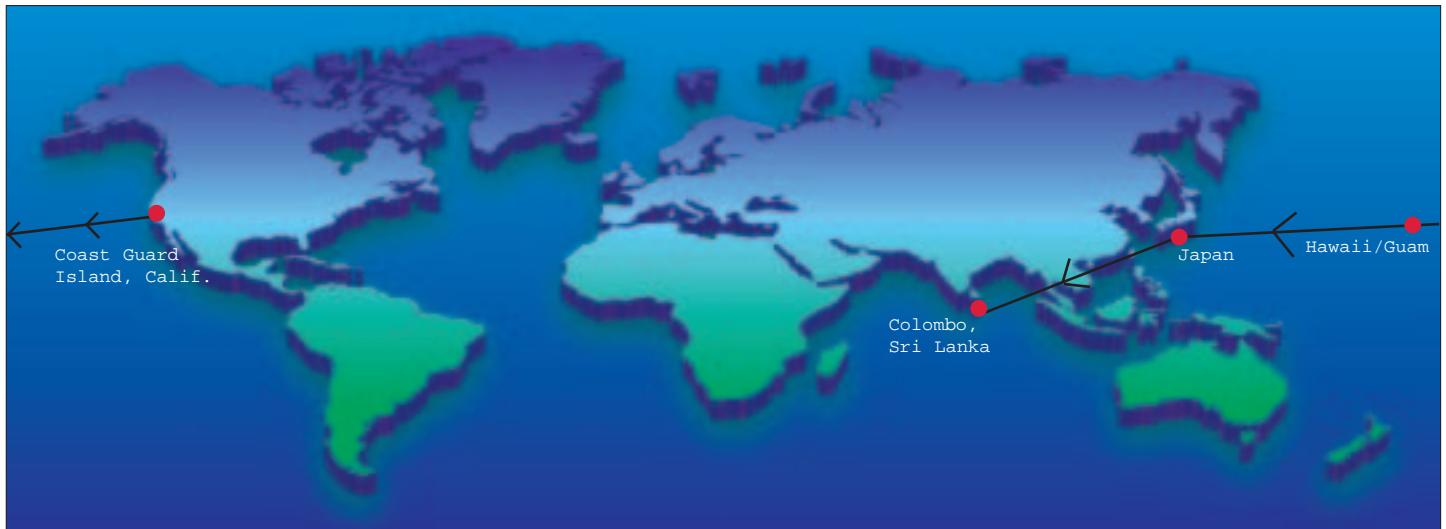 Coast Guard
Island, Calif.
Colombo,
Sri Lanka
Japan
Hawaii/Guam